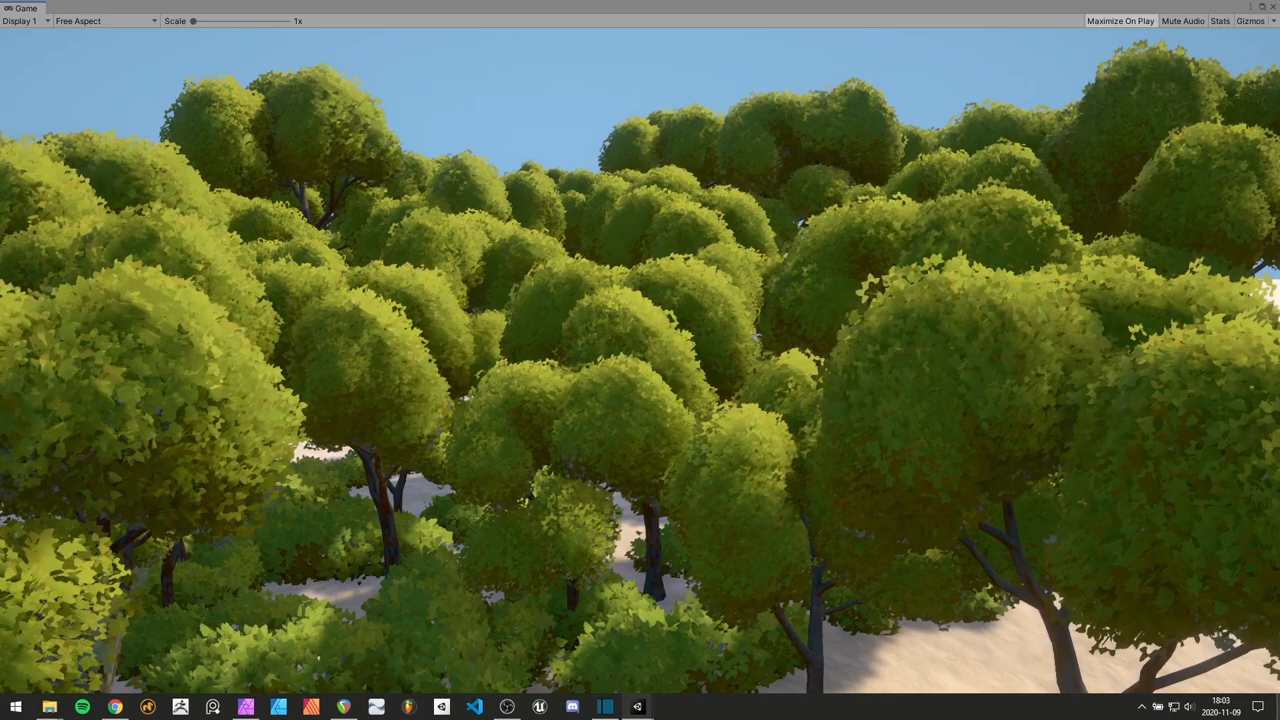 Game
Display 1 Free Aspect Scale 1x Maximize On Play Mute Audio Stats Gizmos
18:03
2020-11-09